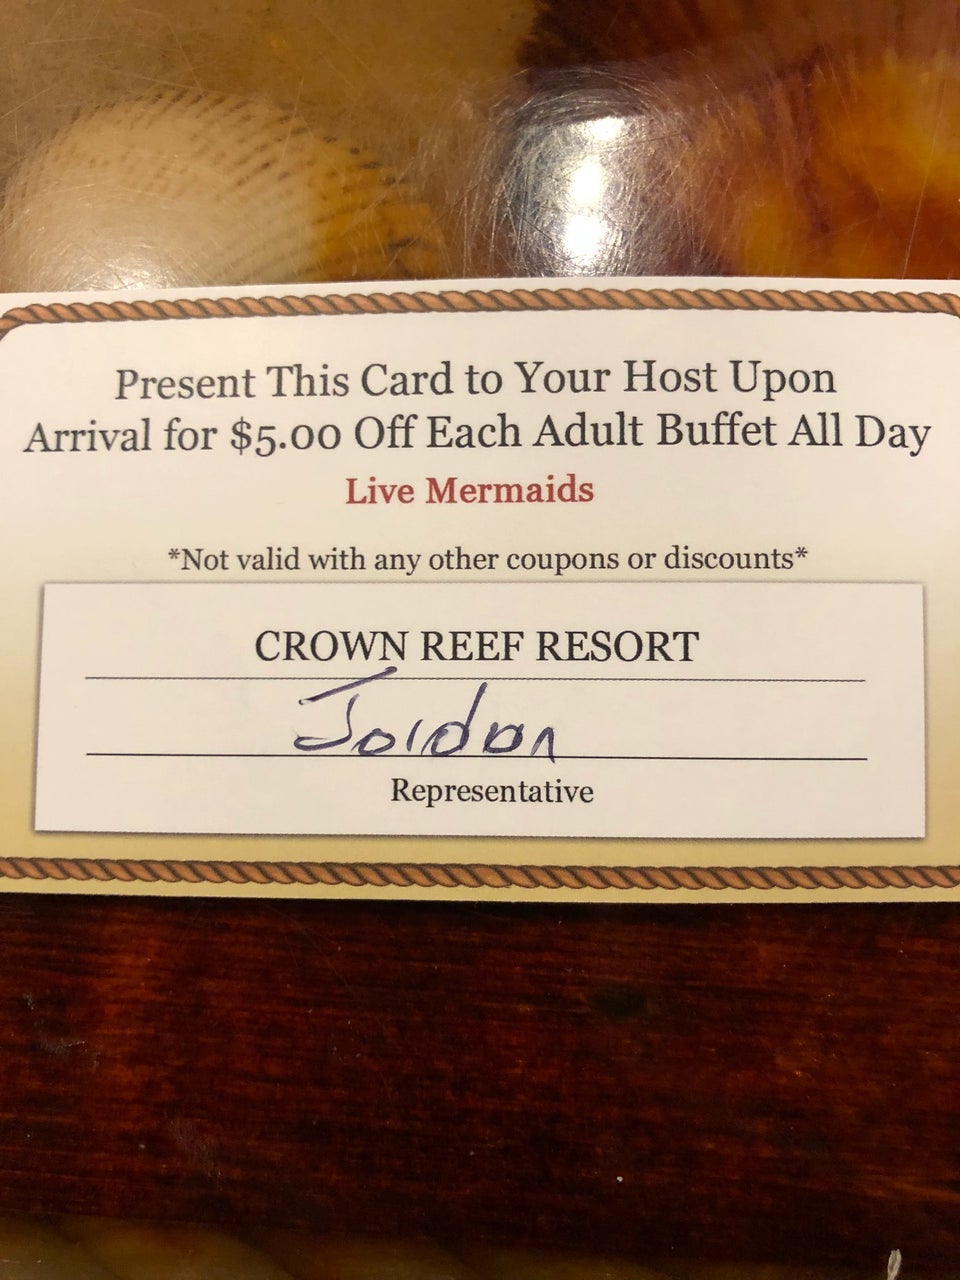 Present This Card to Your Host Upon
Arrival for $5.00 Off Each Adult Buffet All Day
Live Mermaids
*Not valid with any other coupons or discounts*
CROWN REEF RESORT
Jordan
Representative